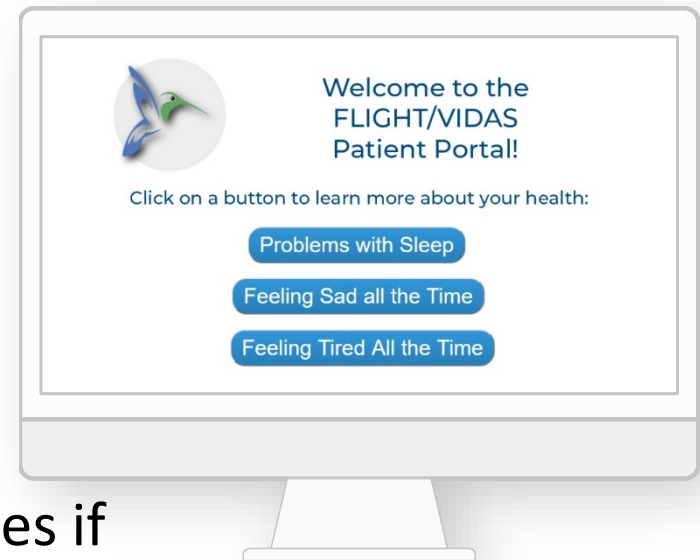 Welcome to the
FLIGHT/VIDAS
Patient Portal!
Click on a button to learn more about your health:
Problems with Sleep
Feeling Sad all the Time
Feeling Tired All the Time
es if